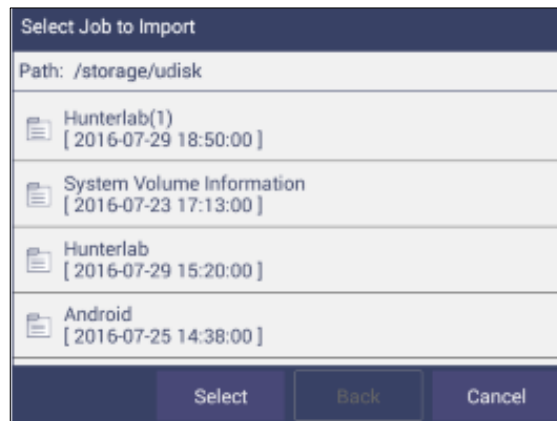 Select Job to Import
Path: /storage/udisk
Hunterlab(1)
[ 2016-07-29 18:50:00 ]
System Volume Information
[ 2016-07-23 17:13:00 ]
Hunterlab
[ 2016-07-29 15:20:00 ]
Android
[ 2016-07-25 14:38:00 ]
Select Back Cancel